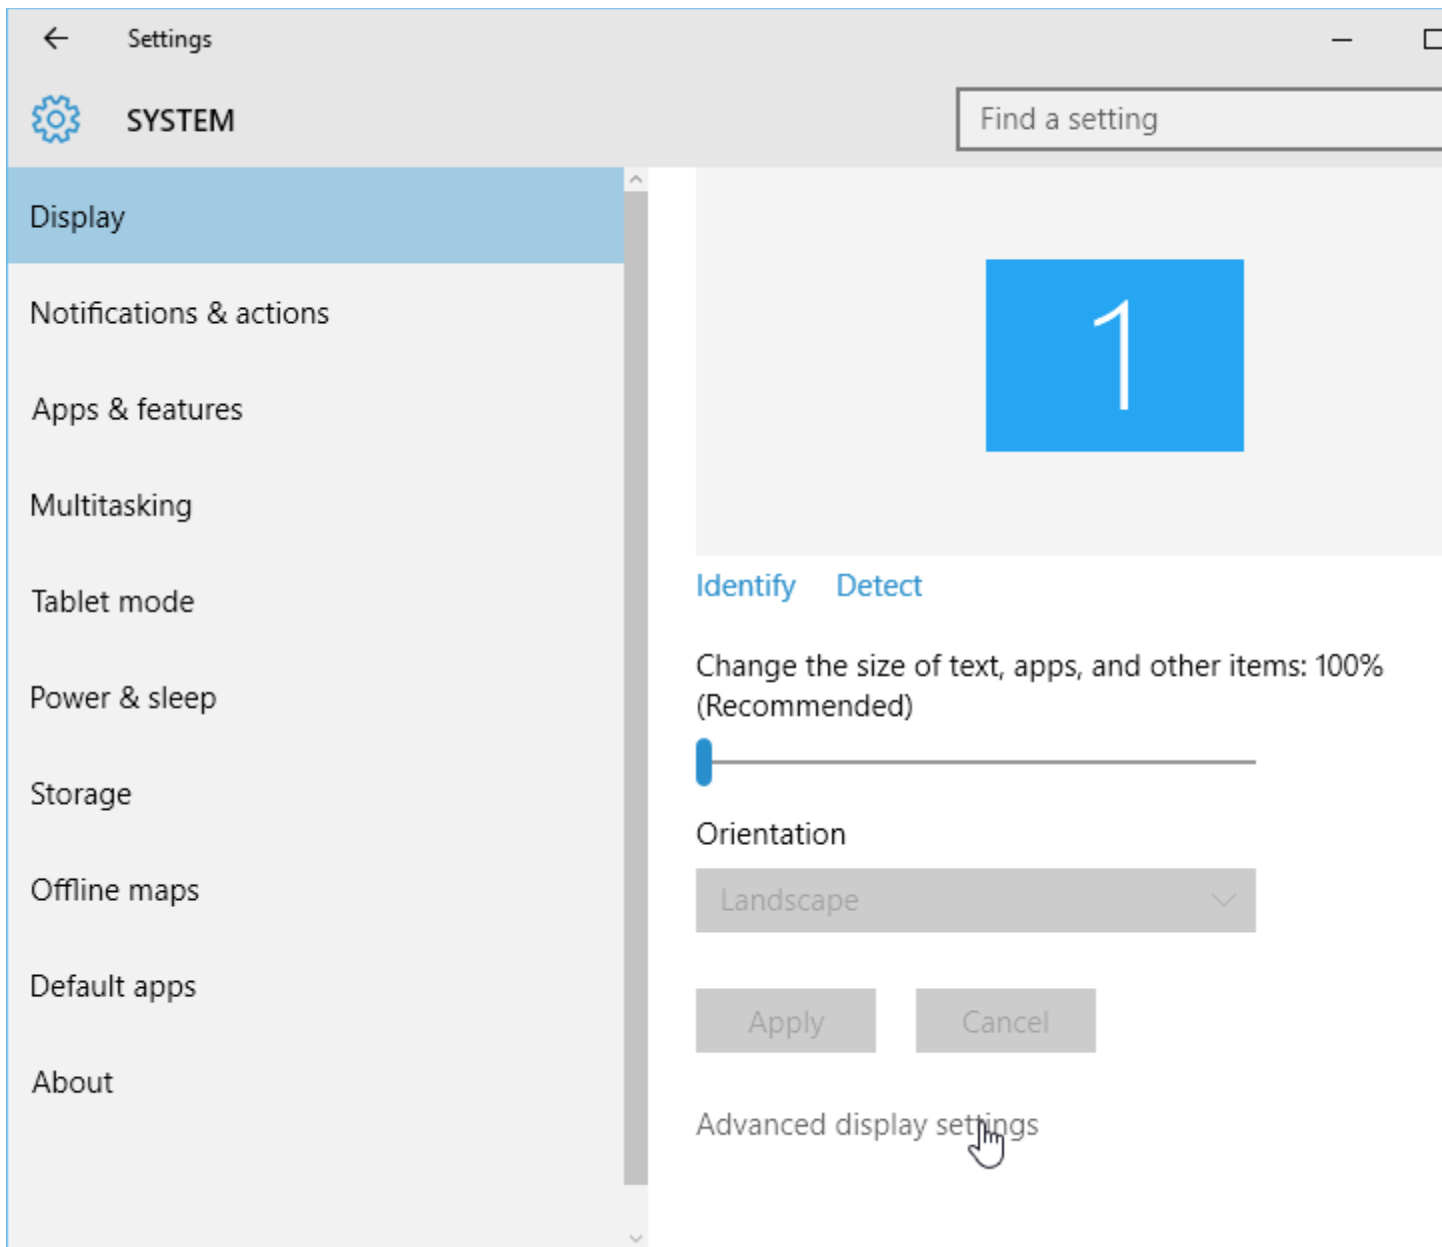 Settings
SYSTEM
Find a setting
Display
Notifications & actions
Apps & features
Multitasking
Tablet mode
Power & sleep
Storage
Offline maps
Default apps
About
1
Identify Detect
Change the size of text, apps, and other items: 100%
(Recommended)
Orientation
Landscape
Apply Cancel
Advanced display settings